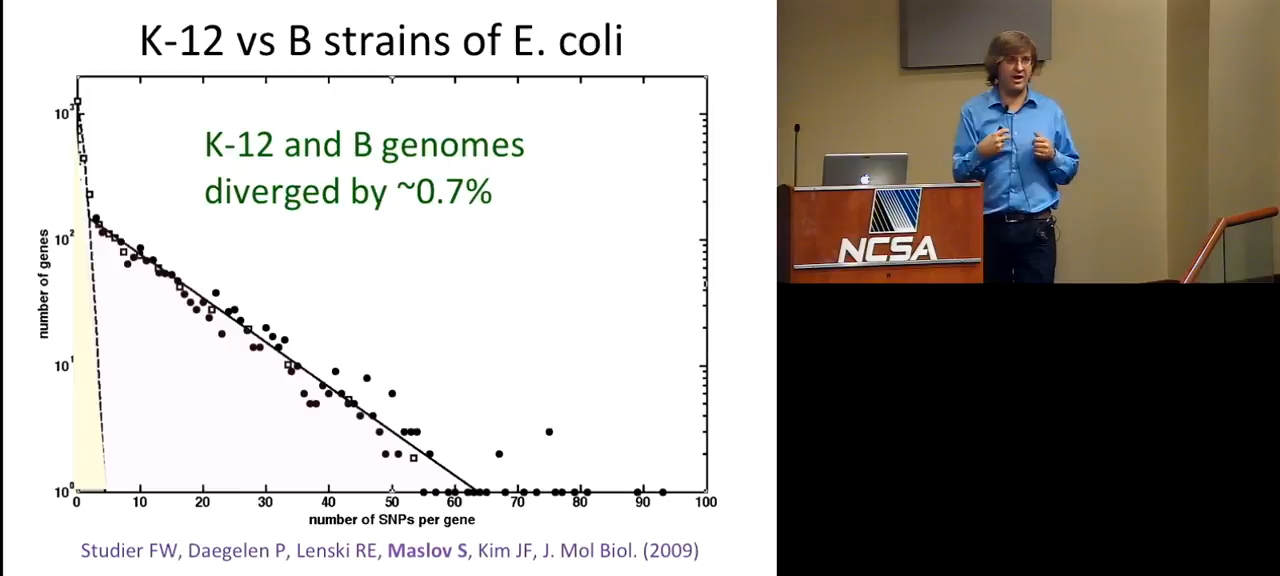 K-12 vs B strains of E. coli
K-12 and B genomes
diverged by ~0.7%
number of genes
10³
10²
10¹
10⁰
0 10 20 30 40 50 60 70 80 90 100
number of SNPs per gene
Studier FW, Daegelen P, Lenski RE, Maslov S, Kim JF, J. Mol Biol. (2009)
NCSA